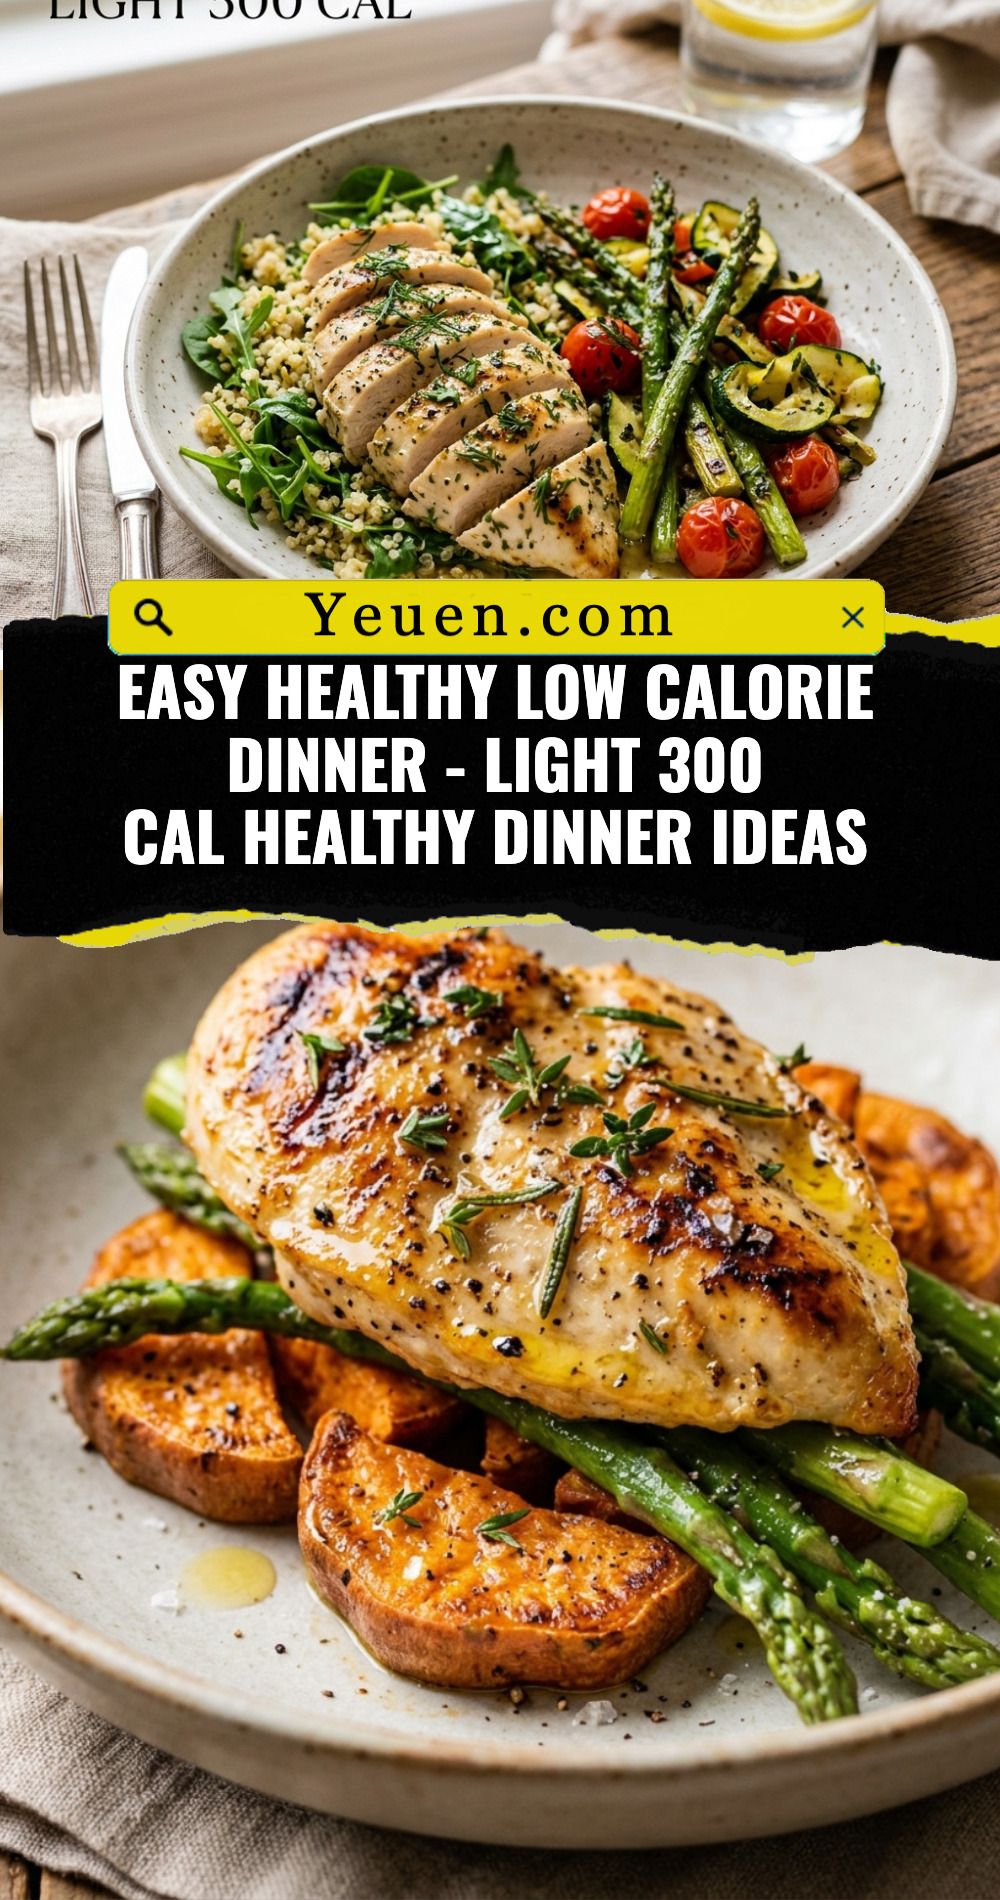 LIGHT 300 CAL
Yeuen.com
EASY HEALTHY LOW CALORIE
DINNER - LIGHT 300
CAL HEALTHY DINNER IDEAS